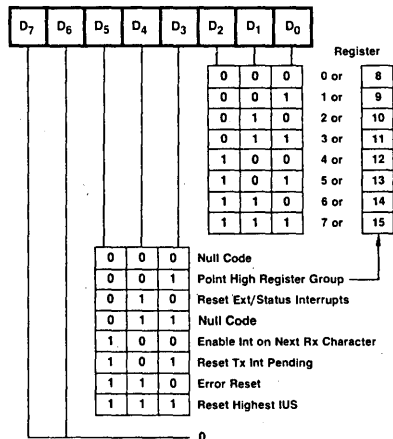 D7 D6 D5 D4 D3 D2 D1 D0
Register
0 0 0 0 or 8
0 0 1 1 or 9
0 1 0 2 or 10
0 1 1 3 or 11
1 0 0 4 or 12
1 0 1 5 or 13
1 1 0 6 or 14
1 1 1 7 or 15
0 0 0 Null Code
0 0 1 Point High Register Group
0 1 0 Reset Ext/Status Interrupts
0 1 1 Null Code
1 0 0 Enable Int on Next Rx Character
1 0 1 Reset Tx Int Pending
1 1 0 Error Reset
1 1 1 Reset Highest IUS
0